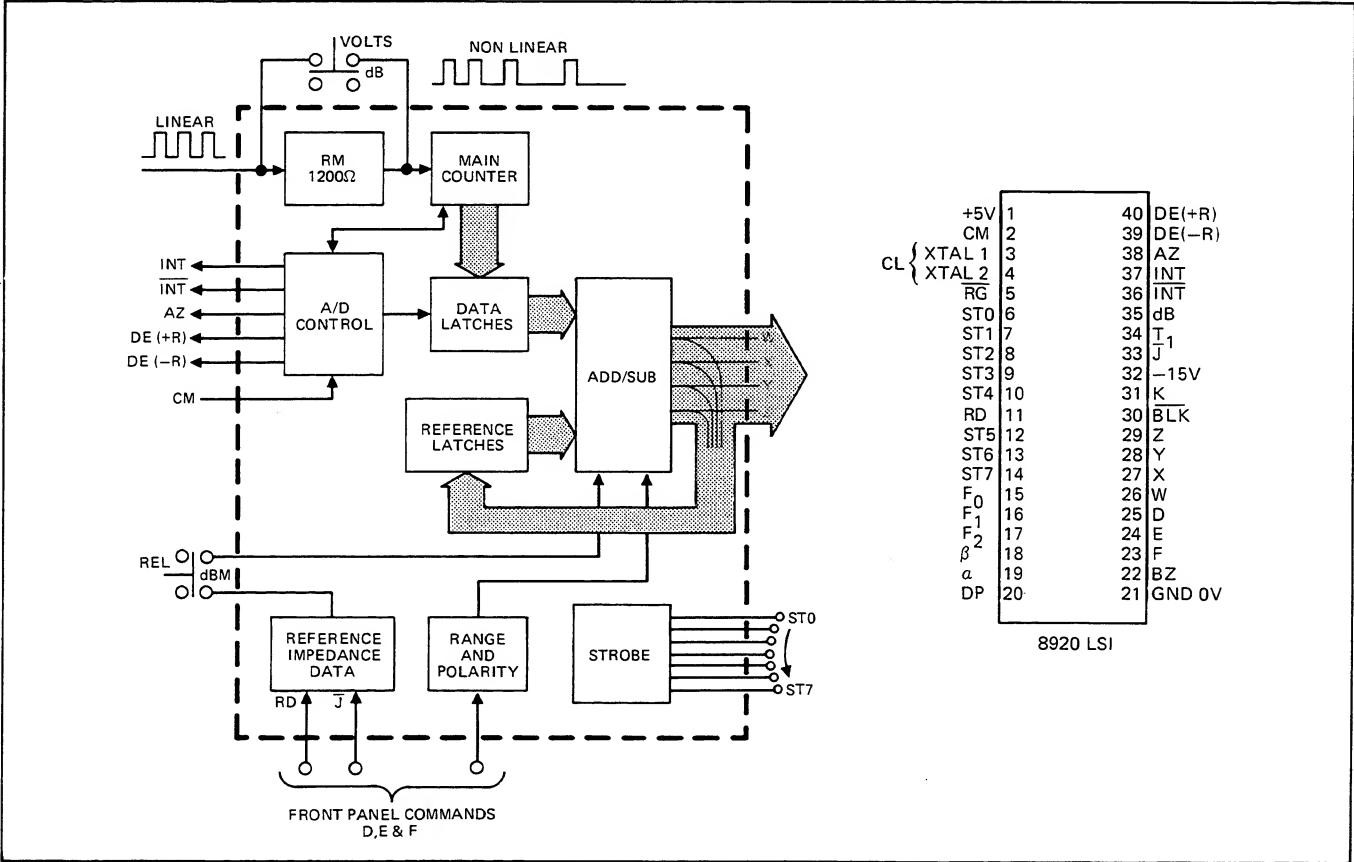 VOLTS
dB
NON LINEAR
LINEAR
RM
1200Ω
MAIN
COUNTER
INT
I̅N̅T̅
AZ
DE (+R)
DE (−R)
CM
A/D
CONTROL
DATA
LATCHES
ADD/SUB
W
X
Y
REFERENCE
LATCHES
REL
dBM
REFERENCE
IMPEDANCE
DATA
RD
J̅
RANGE
AND
POLARITY
STROBE
ST0
ST7
FRONT PANEL COMMANDS
D,E & F
+5V 1
CM 2
CL { XTAL 1 3
XTAL 2 4
R̅G̅ 5
ST0 6
ST1 7
ST2 8
ST3 9
ST4 10
RD 11
ST5 12
ST6 13
ST7 14
F0 15
F1 16
F2 17
β 18
α 19
DP 20
40 DE(+R)
39 DE(−R)
38 AZ
37 INT
36 I̅N̅T̅
35 dB
34 T1
33 J̅
32 −15V
31 K
30 B̅L̅K̅
29 Z
28 Y
27 X
26 W
25 D
24 E
23 F
22 BZ
21 GND 0V
8920 LSI